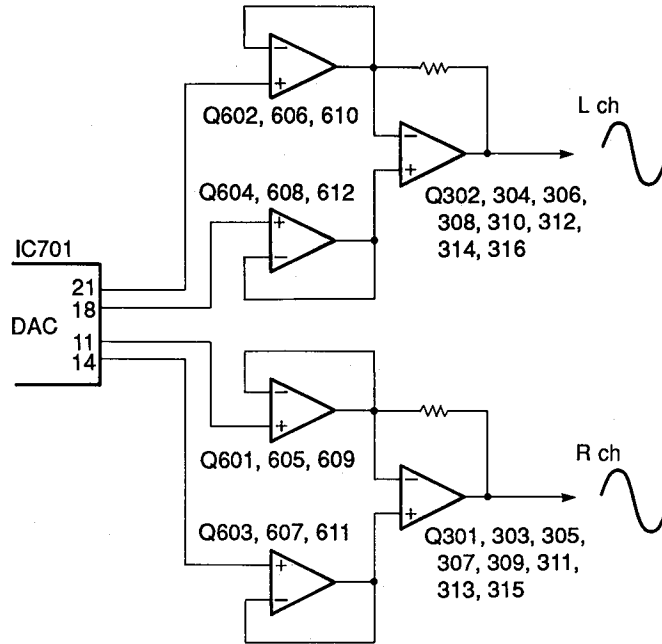 Q602, 606, 610
L ch
Q604, 608, 612
Q302, 304, 306,
308, 310, 312,
314, 316
IC701
21
18
DAC
11
14
Q601, 605, 609
R ch
Q603, 607, 611
Q301, 303, 305,
307, 309, 311,
313, 315